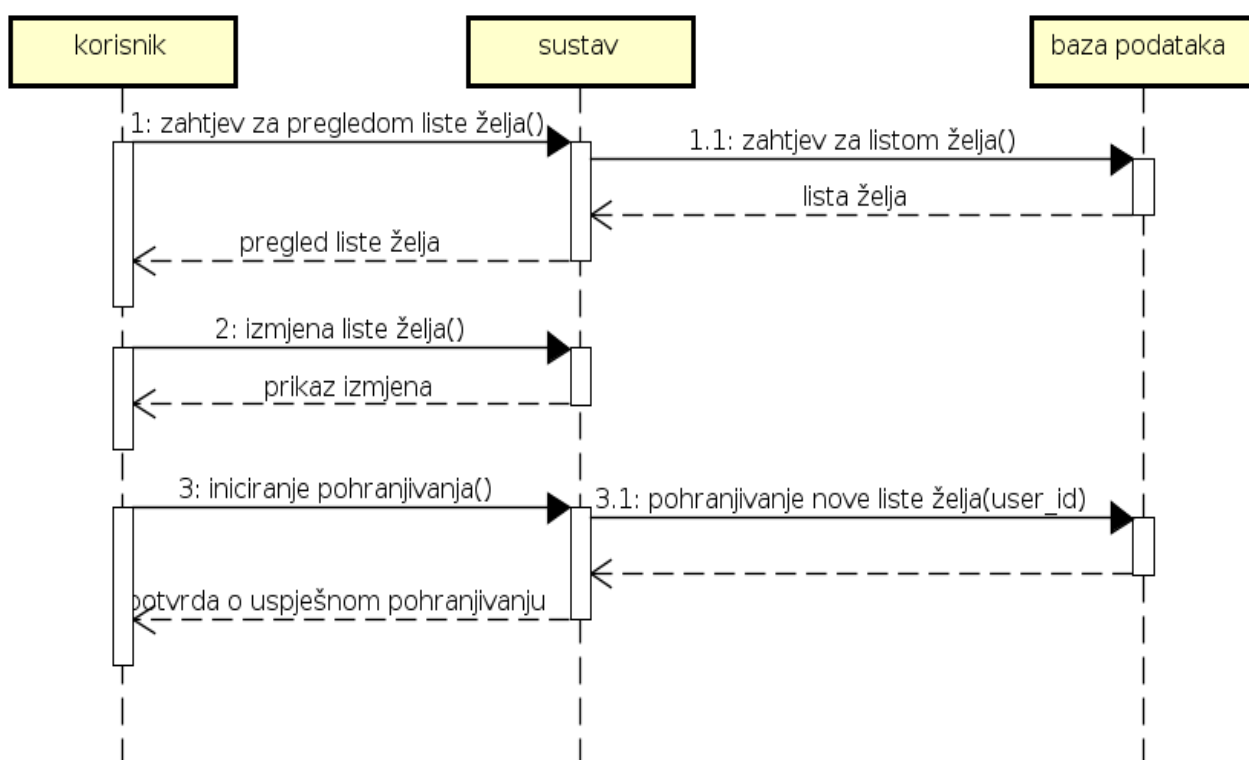 korisnik
sustav
baza podataka
1: zahtjev za pregledom liste želja()
1.1: zahtjev za listom želja()
lista želja
pregled liste želja
2: izmjena liste želja()
prikaz izmjena
3: iniciranje pohranjivanja()
3.1: pohranjivanje nove liste želja(user_id)
potvrda o uspješnom pohranjivanju